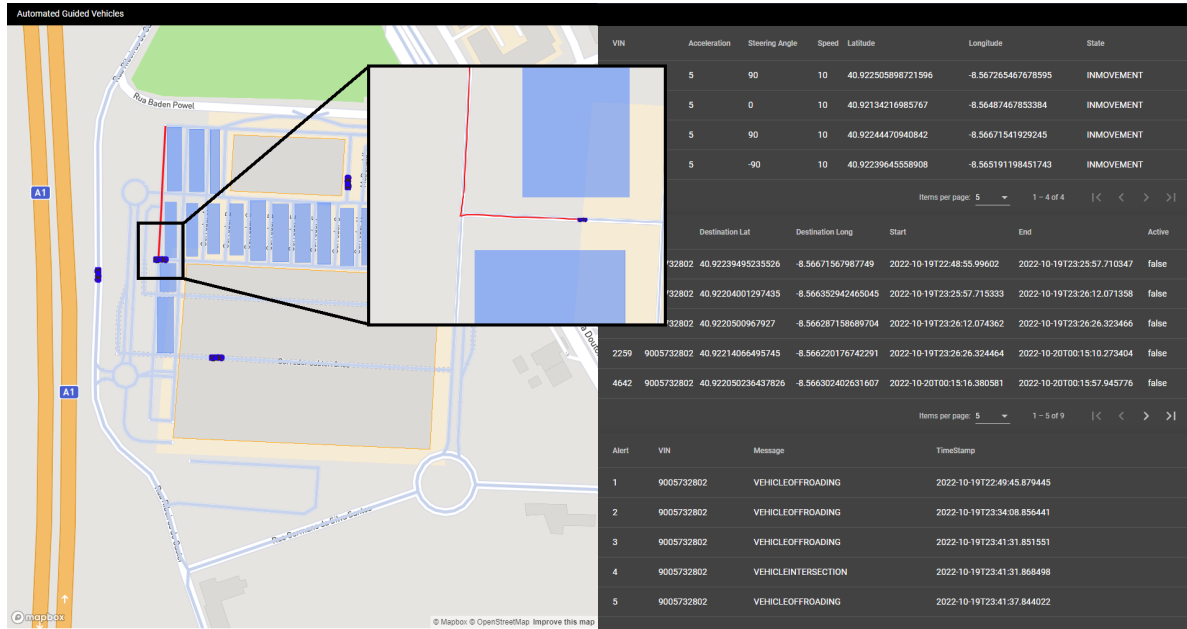 Automated Guided Vehicles
Rua Baden Powel
A1
A1
mapbox
© Mapbox © OpenStreetMap Improve this map
VIN Acceleration Steering Angle Speed Latitude Longitude State
5 90 10 40.922505898721596 -8.567265467678595 INMOVEMENT
5 0 10 40.92134216985767 -8.56487467853384 INMOVEMENT
5 90 10 40.92244470940842 -8.56671541929245 INMOVEMENT
5 -90 10 40.92239645558908 -8.565191198451743 INMOVEMENT
Items per page: 5 1 – 4 of 4
Destination Lat Destination Long Start End Active
9005732802 40.92239495235526 -8.56671567987749 2022-10-19T22:48:55.99602 2022-10-19T23:25:57.710347 false
732802 40.92204001297435 -8.566352942465045 2022-10-19T23:25:57.715333 2022-10-19T23:26:12.071358 false
732802 40.9220500967927 -8.566287158689704 2022-10-19T23:26:12.074362 2022-10-19T23:26:26.323466 false
2259 9005732802 40.92214066495745 -8.566220176742291 2022-10-19T23:26:26.324464 2022-10-20T00:15:10.273404 false
4642 9005732802 40.922050236437826 -8.566302402631607 2022-10-20T00:15:16.380581 2022-10-20T00:15:57.945776 false
Items per page: 5 1 – 5 of 9
Alert VIN Message TimeStamp
1 9005732802 VEHICLEOFFROADING 2022-10-19T22:49:45.879445
2 9005732802 VEHICLEOFFROADING 2022-10-19T23:34:08.856441
3 9005732802 VEHICLEOFFROADING 2022-10-19T23:41:31.851551
4 9005732802 VEHICLEINTERSECTION 2022-10-19T23:41:31.868498
5 9005732802 VEHICLEOFFROADING 2022-10-19T23:41:37.844022